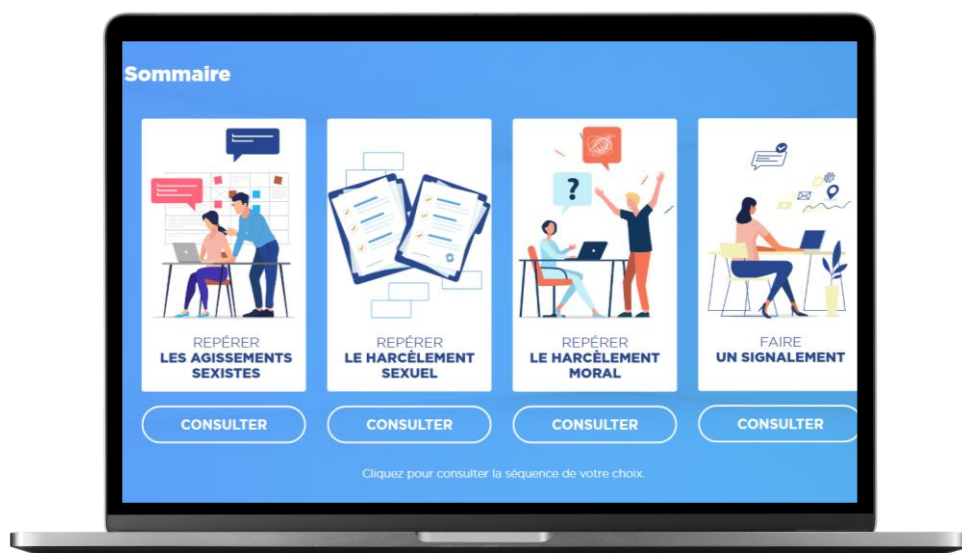 Sommaire
REPÉRER
LES AGISSEMENTS
SEXISTES
REPÉRER
LE HARCÈLEMENT
SEXUEL
REPÉRER
LE HARCÈLEMENT
MORAL
FAIRE
UN SIGNALEMENT
CONSULTER
CONSULTER
CONSULTER
CONSULTER
Cliquez pour consulter la séquence de votre choix.